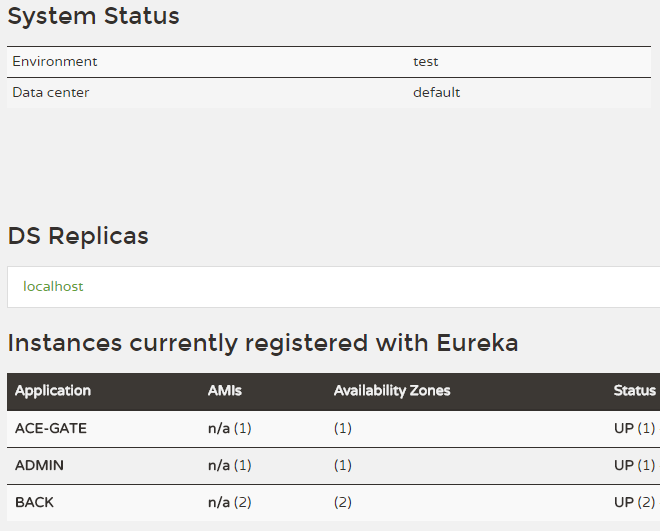 System Status
Environment test
Data center default
DS Replicas
localhost
Instances currently registered with Eureka
Application AMIs Availability Zones Status
ACE-GATE n/a (1) (1) UP (1)
ADMIN n/a (1) (1) UP (1)
BACK n/a (2) (2) UP (2)